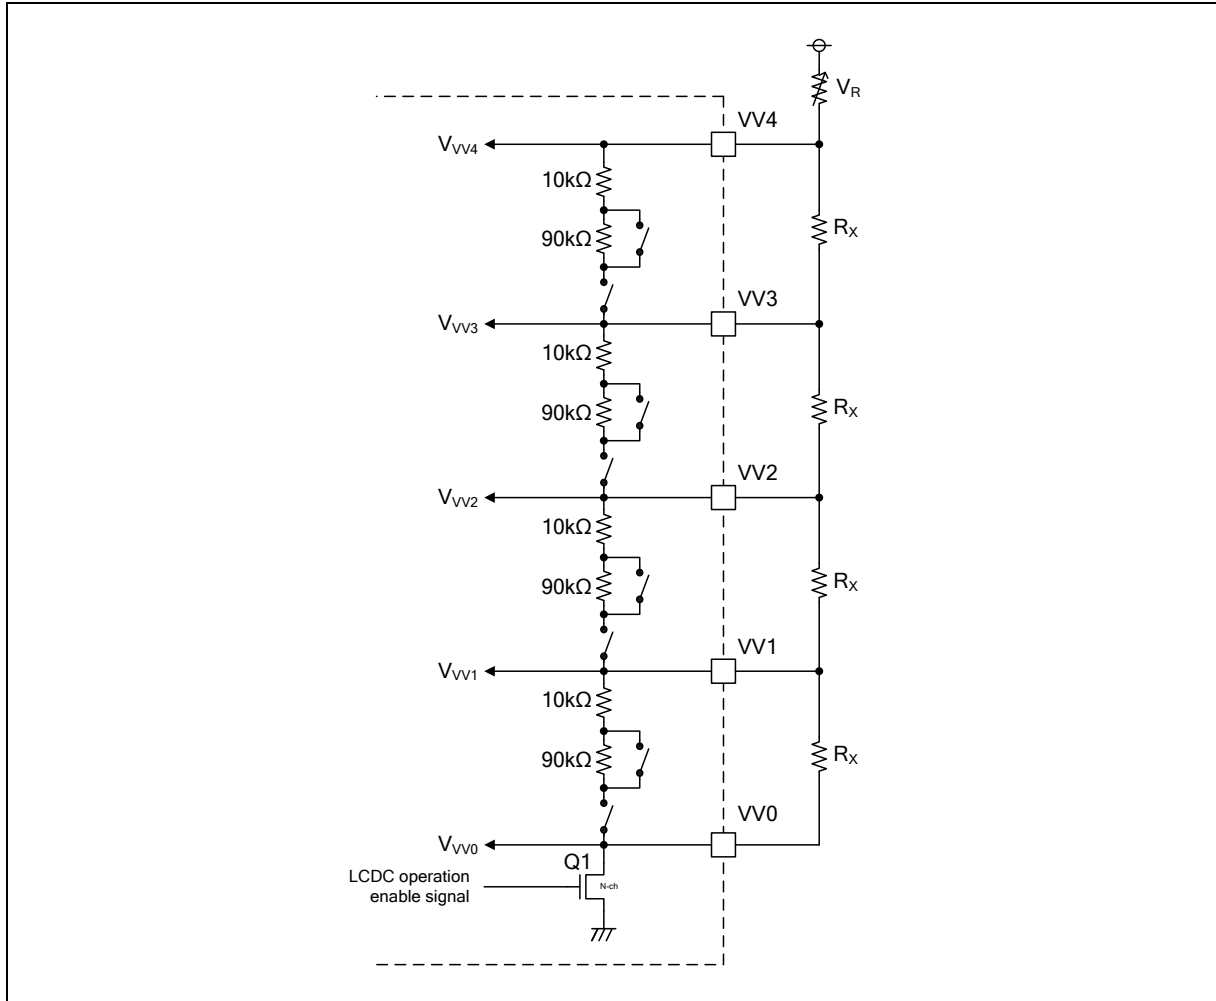 VR
VV4
VVV4
10kΩ
RX
90kΩ
VV3
VVV3
10kΩ
RX
90kΩ
VV2
VVV2
10kΩ
RX
90kΩ
VV1
VVV1
10kΩ
RX
90kΩ
VV0
VVV0
Q1
LCDC operation
enable signal
N-ch